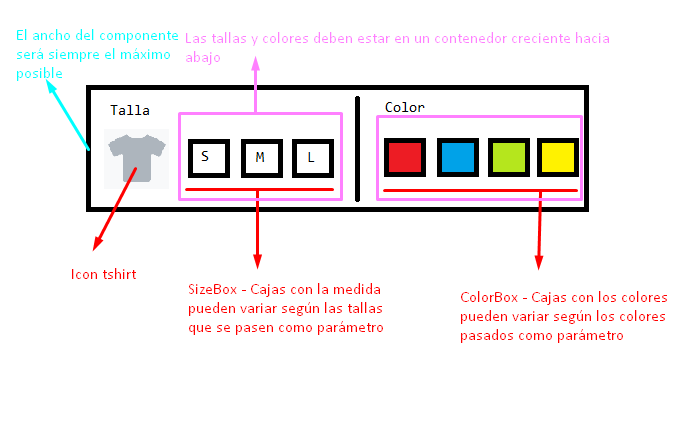 El ancho del componente
será siempre el máximo
posible
Las tallas y colores deben estar en un contenedor creciente hacia
abajo
Talla
Color
S
M
L
Icon tshirt
SizeBox - Cajas con la medida
pueden variar según las tallas
que se pasen como parámetro
ColorBox - Cajas con los colores
pueden variar según los colores
pasados como parámetro